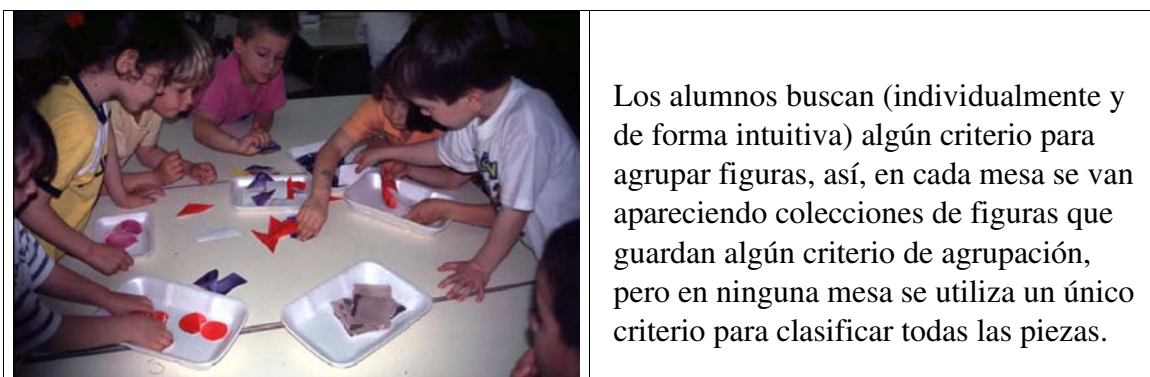 Los alumnos buscan (individualmente y
de forma intuitiva) algún criterio para
agrupar figuras, así, en cada mesa se van
apareciendo colecciones de figuras que
guardan algún criterio de agrupación,
pero en ninguna mesa se utiliza un único
criterio para clasificar todas las piezas.